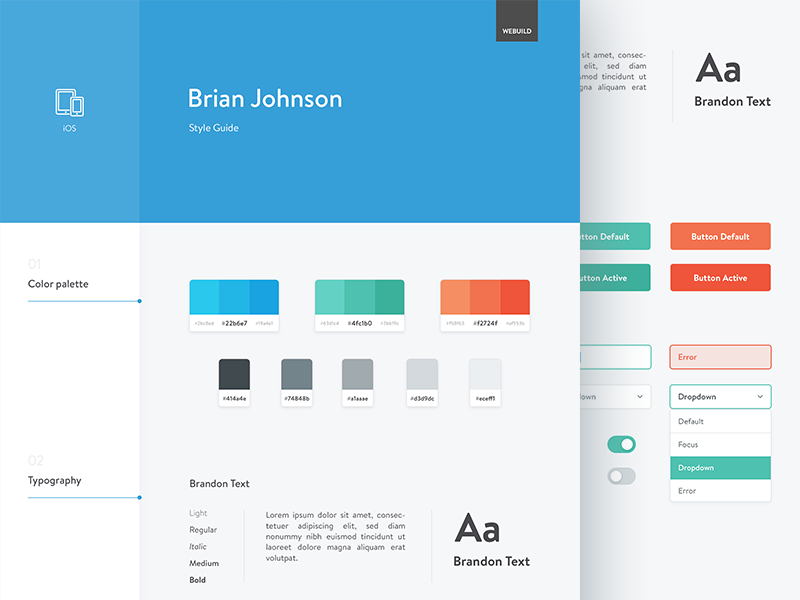 WEBUILD
iOS
Brian Johnson
Style Guide
01
Color palette
#22b6e7
#4fc1b0
#f2724f
#414a4e
#74848b
#a1aaae
#d3d9dc
#eceff1
02
Typography
Brandon Text
Light
Regular
Italic
Medium
Bold
Lorem ipsum dolor sit amet, consec-
tetuer adipiscing elit, sed diam
nonummy nibh euismod tincidunt ut
laoreet dolore magna aliquam erat
volutpat.
Aa
Brandon Text
sit amet, consec-
elit, sed diam
smod tincidunt ut
gna aliquam erat
Aa
Brandon Text
tton Default
Button Default
utton Active
Button Active
Error
own
Dropdown
Default
Focus
Dropdown
Error